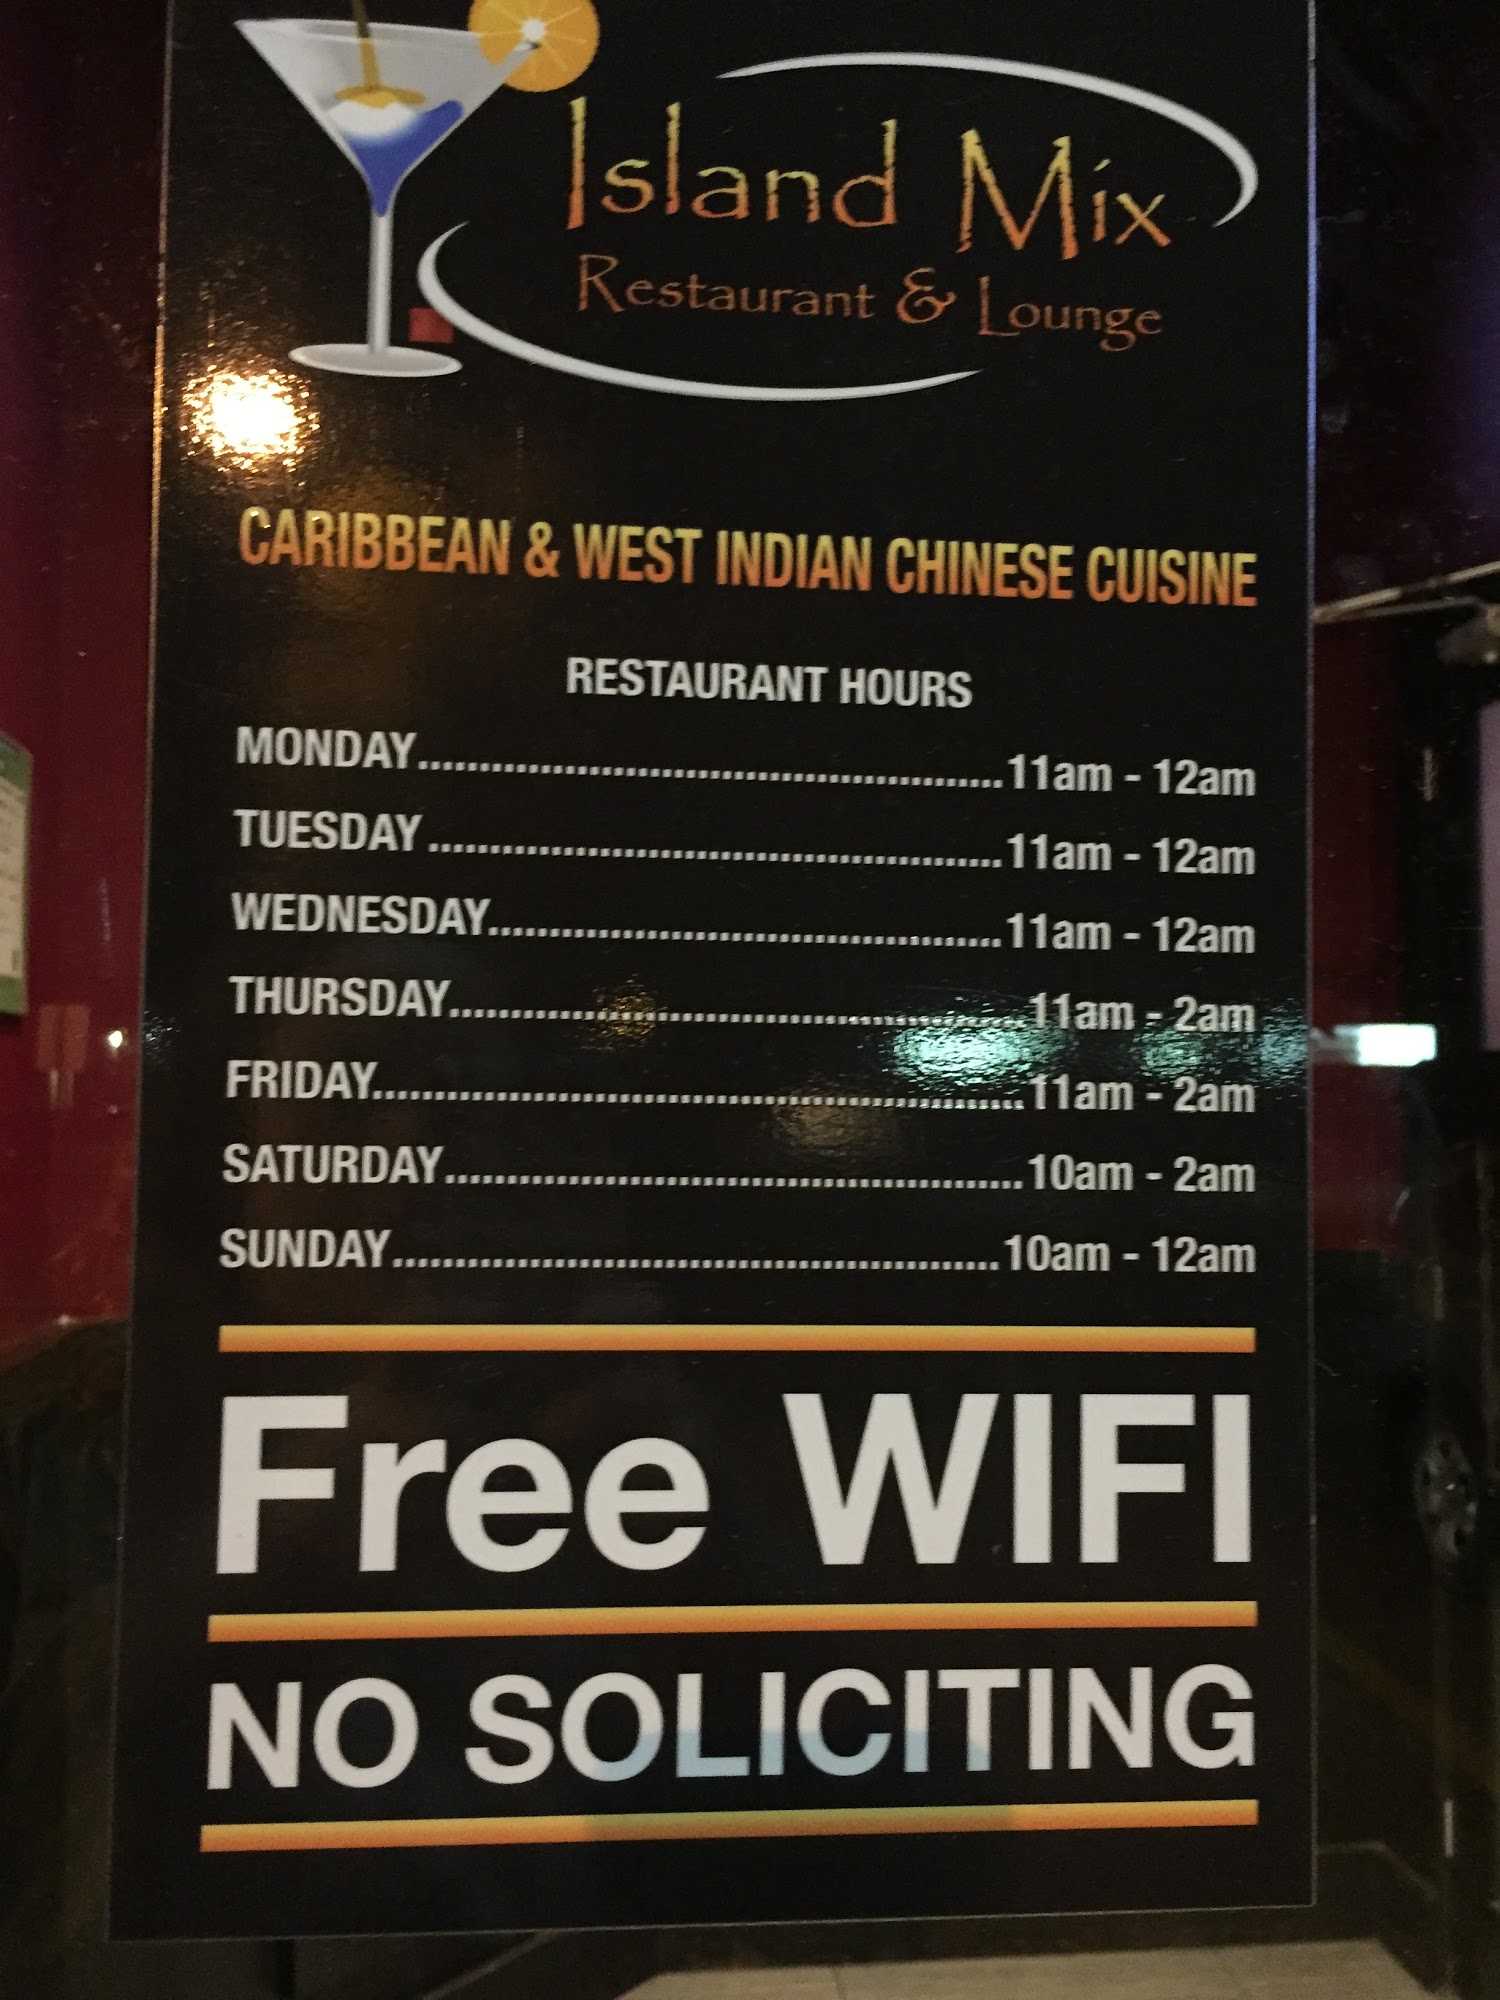 Island Mix
Restaurant & Lounge
CARIBBEAN & WEST INDIAN CHINESE CUISINE
RESTAURANT HOURS
MONDAY................................................11am - 12am
TUESDAY................................................11am - 12am
WEDNESDAY..........................................11am - 12am
THURSDAY...............................................11am - 2am
FRIDAY.....................................................11am - 2am
SATURDAY................................................10am - 2am
SUNDAY..................................................10am - 12am
Free WIFI
NO SOLICITING